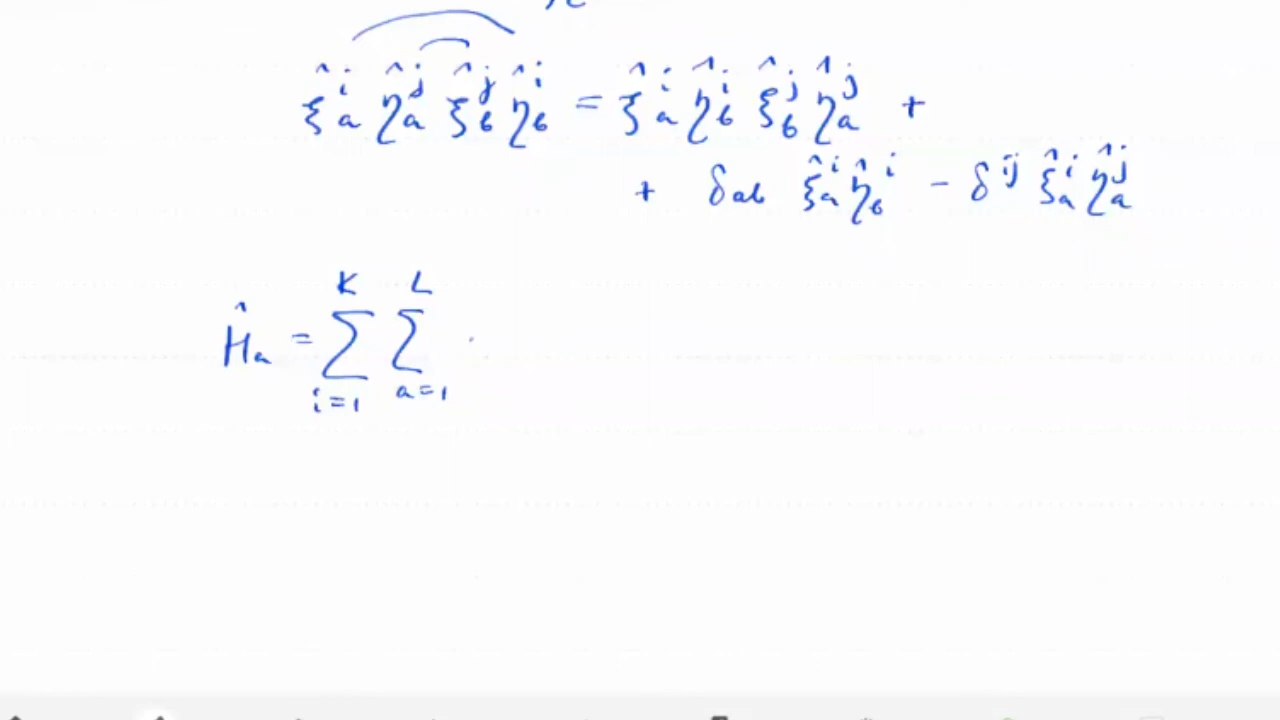 ξ̂ᵢₐ η̂ʲₐ ξ̂ʲ_b η̂ⁱ_b = ξ̂ⁱₐ η̂ⁱ_b ξ̂ʲ_b η̂ʲₐ +
+ δ_ab ξ̂ⁱₐ η̂ⁱ_b - δ^ij ξ̂ⁱₐ η̂ʲₐ
Ĥₐ = ∑_{i=1}^{K} ∑_{a=1}^{L}